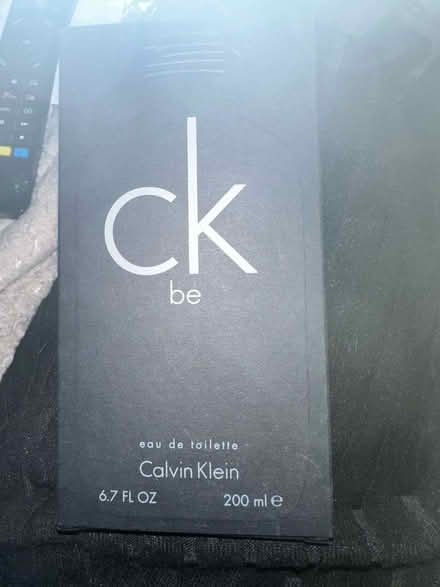 ck
be
eau de toilette
Calvin Klein
6.7 FL OZ 200 ml ℮